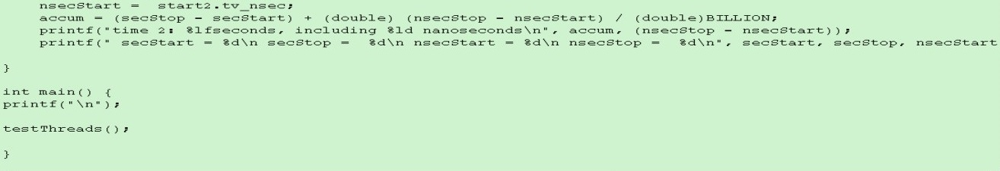 nsecStart =  start2.tv_nsec;
accum = (secStop - secStart) + (double) (nsecStop - nsecStart) / (double)BILLION;
printf("time 2: %lfseconds, including %ld nanoseconds\n", accum, (nsecStop - nsecStart));
printf(" secStart = %d\n secStop =  %d\n nsecStart = %d\n nsecStop =  %d\n", secStart, secStop, nsecStart
}
int main() {
printf("\n");
testThreads();
}